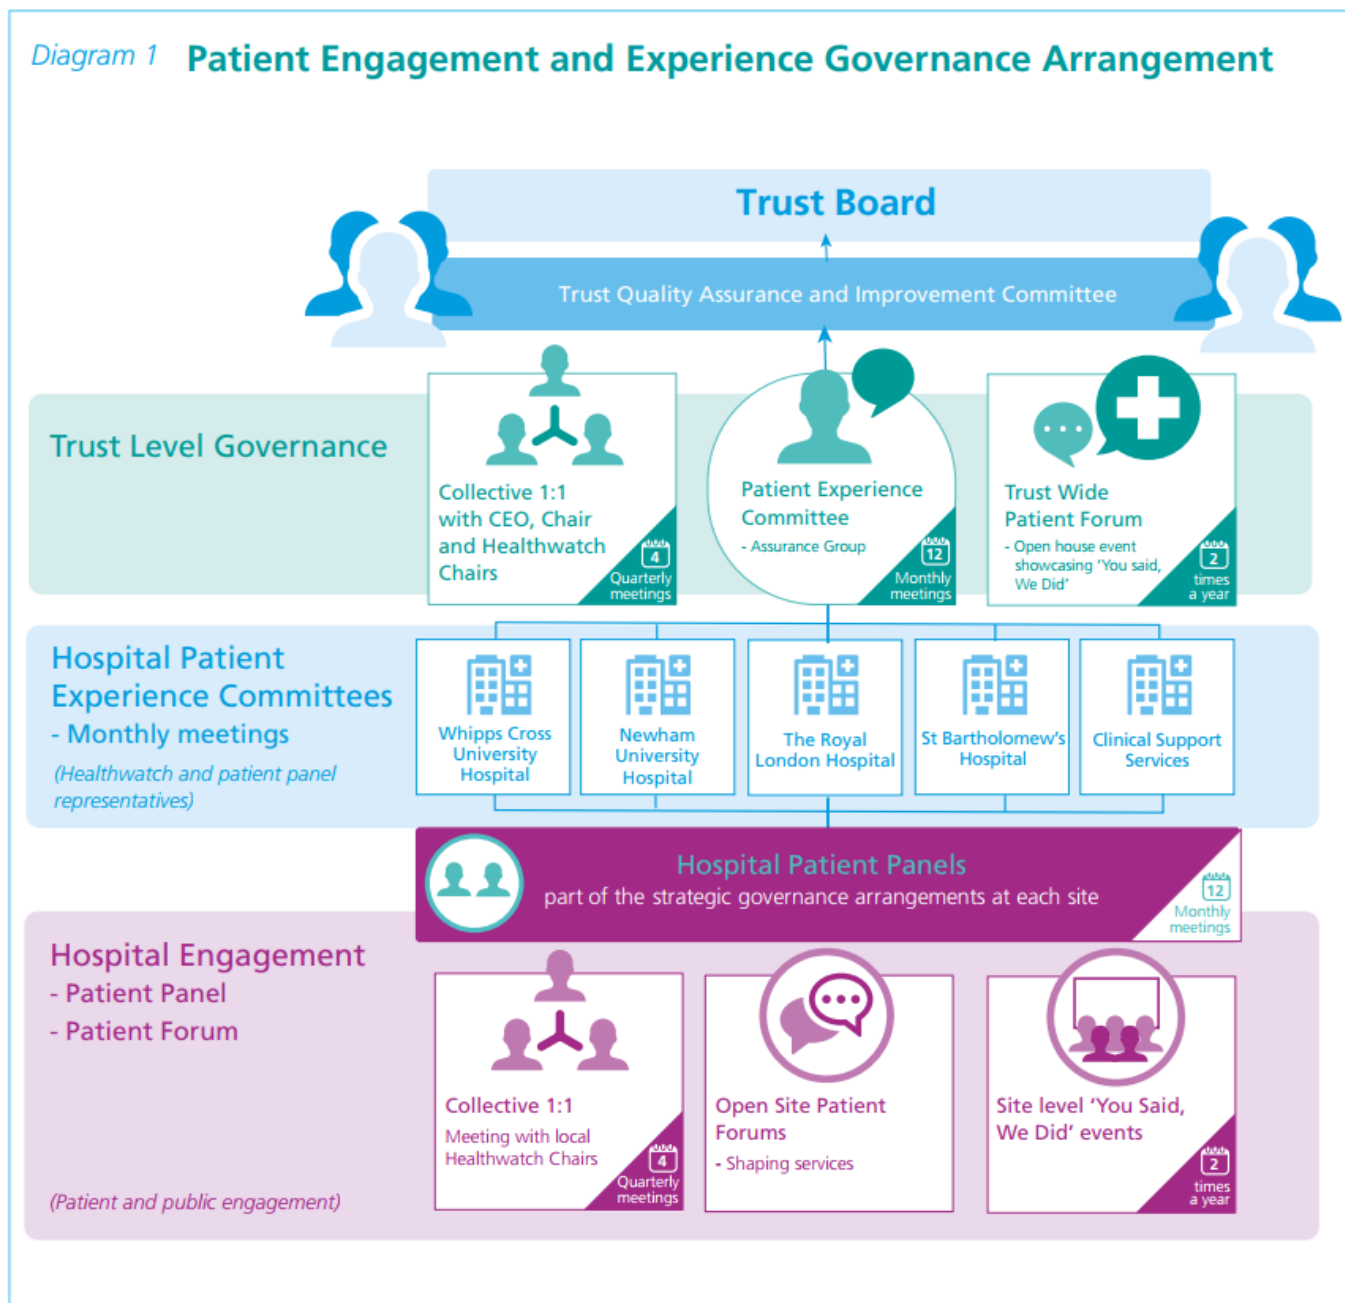 Diagram 1 Patient Engagement and Experience Governance Arrangement
Trust Board
Trust Quality Assurance and Improvement Committee
Trust Level Governance
Collective 1:1
with CEO, Chair
and Healthwatch
Chairs
4
Quarterly
meetings
Patient Experience
Committee
- Assurance Group
12
Monthly
meetings
Trust Wide
Patient Forum
- Open house event
showcasing ‘You said,
We Did’
2
times
a year
Hospital Patient
Experience Committees
- Monthly meetings
(Healthwatch and patient panel
representatives)
Whipps Cross
University
Hospital
Newham
University
Hospital
The Royal
London Hospital
St Bartholomew’s
Hospital
Clinical Support
Services
Hospital Patient Panels
part of the strategic governance arrangements at each site
12
Monthly
meetings
Hospital Engagement
- Patient Panel
- Patient Forum
(Patient and public engagement)
Collective 1:1
Meeting with local
Healthwatch Chairs
4
Quarterly
meetings
Open Site Patient
Forums
- Shaping services
Site level ‘You Said,
We Did’ events
2
times
a year